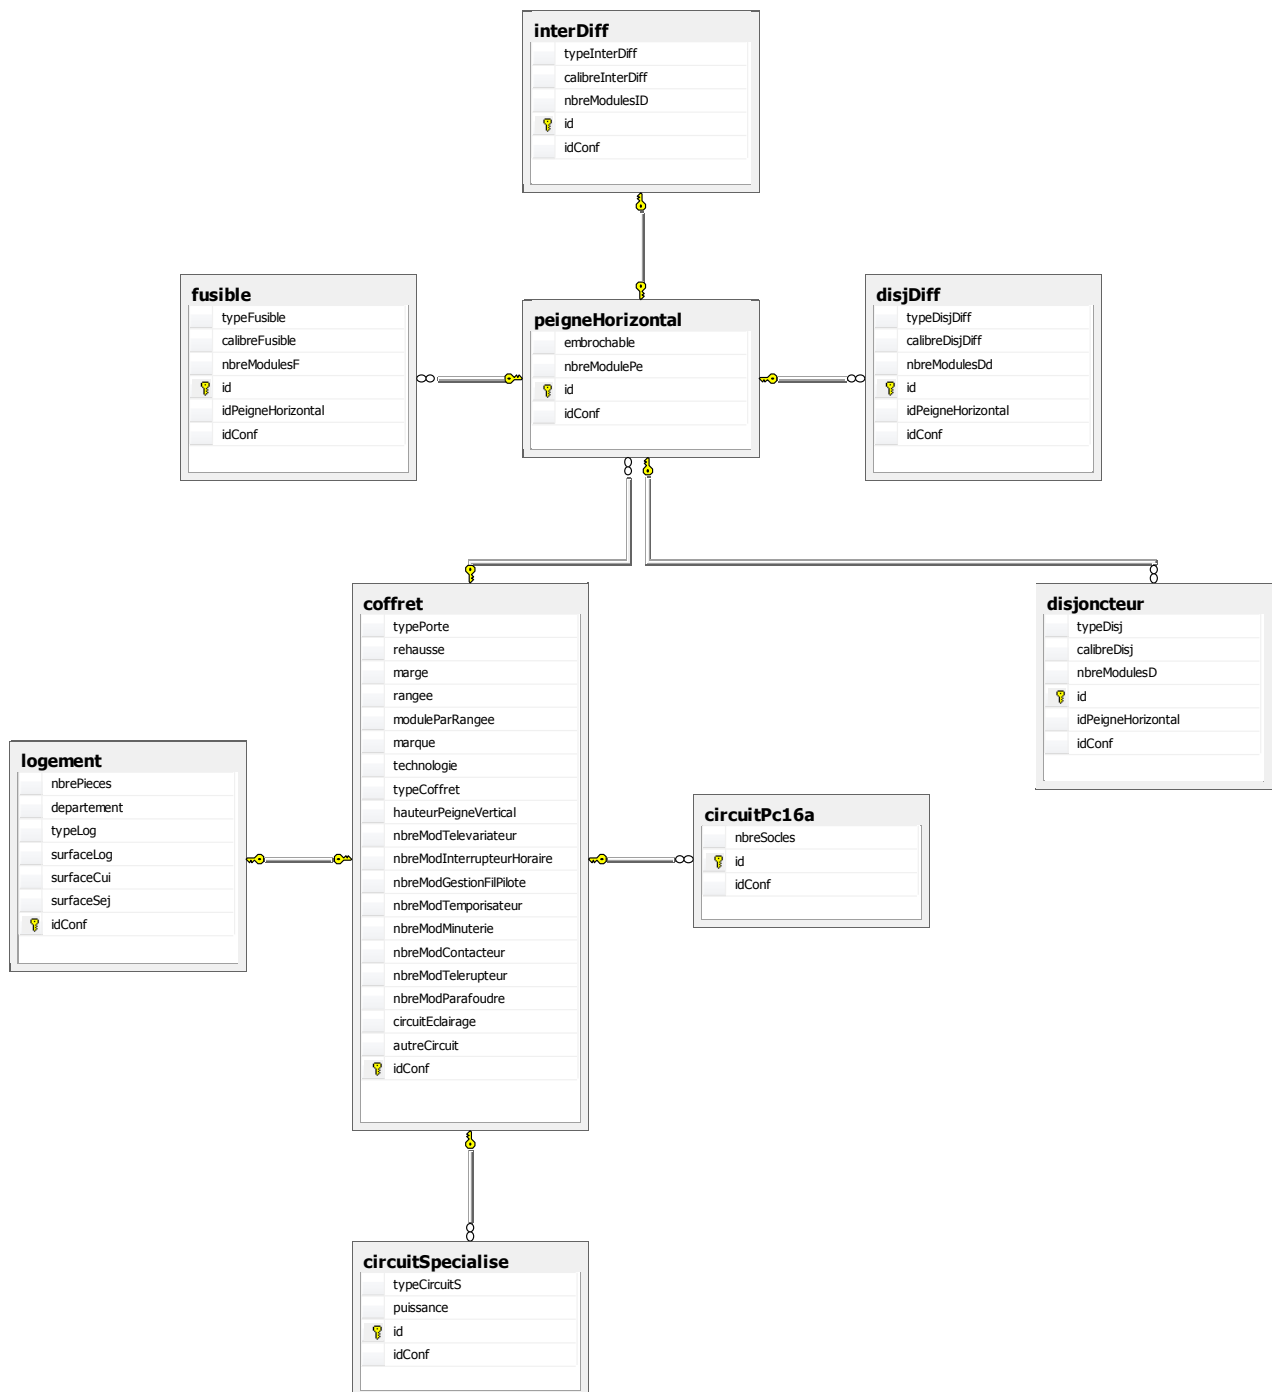 interDiff
typeInterDiff
calibreInterDiff
nbreModulesID
id
idConf
fusible
typeFusible
calibreFusible
nbreModulesF
id
idPeigneHorizontal
idConf
peigneHorizontal
embrochable
nbreModulePe
id
idConf
disjDiff
typeDisjDiff
calibreDisjDiff
nbreModulesDd
id
idPeigneHorizontal
idConf
coffret
typePorte
rehausse
marge
rangee
moduleParRangee
marque
technologie
typeCoffret
hauteurPeigneVertical
nbreModTelevariateur
nbreModInterrupteurHoraire
nbreModGestionFilPilote
nbreModTemporisateur
nbreModMinuterie
nbreModContacteur
nbreModTelerupteur
nbreModParafoudre
circuitEclairage
autreCircuit
idConf
disjoncteur
typeDisj
calibreDisj
nbreModulesD
id
idPeigneHorizontal
idConf
logement
nbrePieces
departement
typeLog
surfaceLog
surfaceCui
surfaceSej
idConf
circuitPc16a
nbreSocles
id
idConf
circuitSpecialise
typeCircuitS
puissance
id
idConf